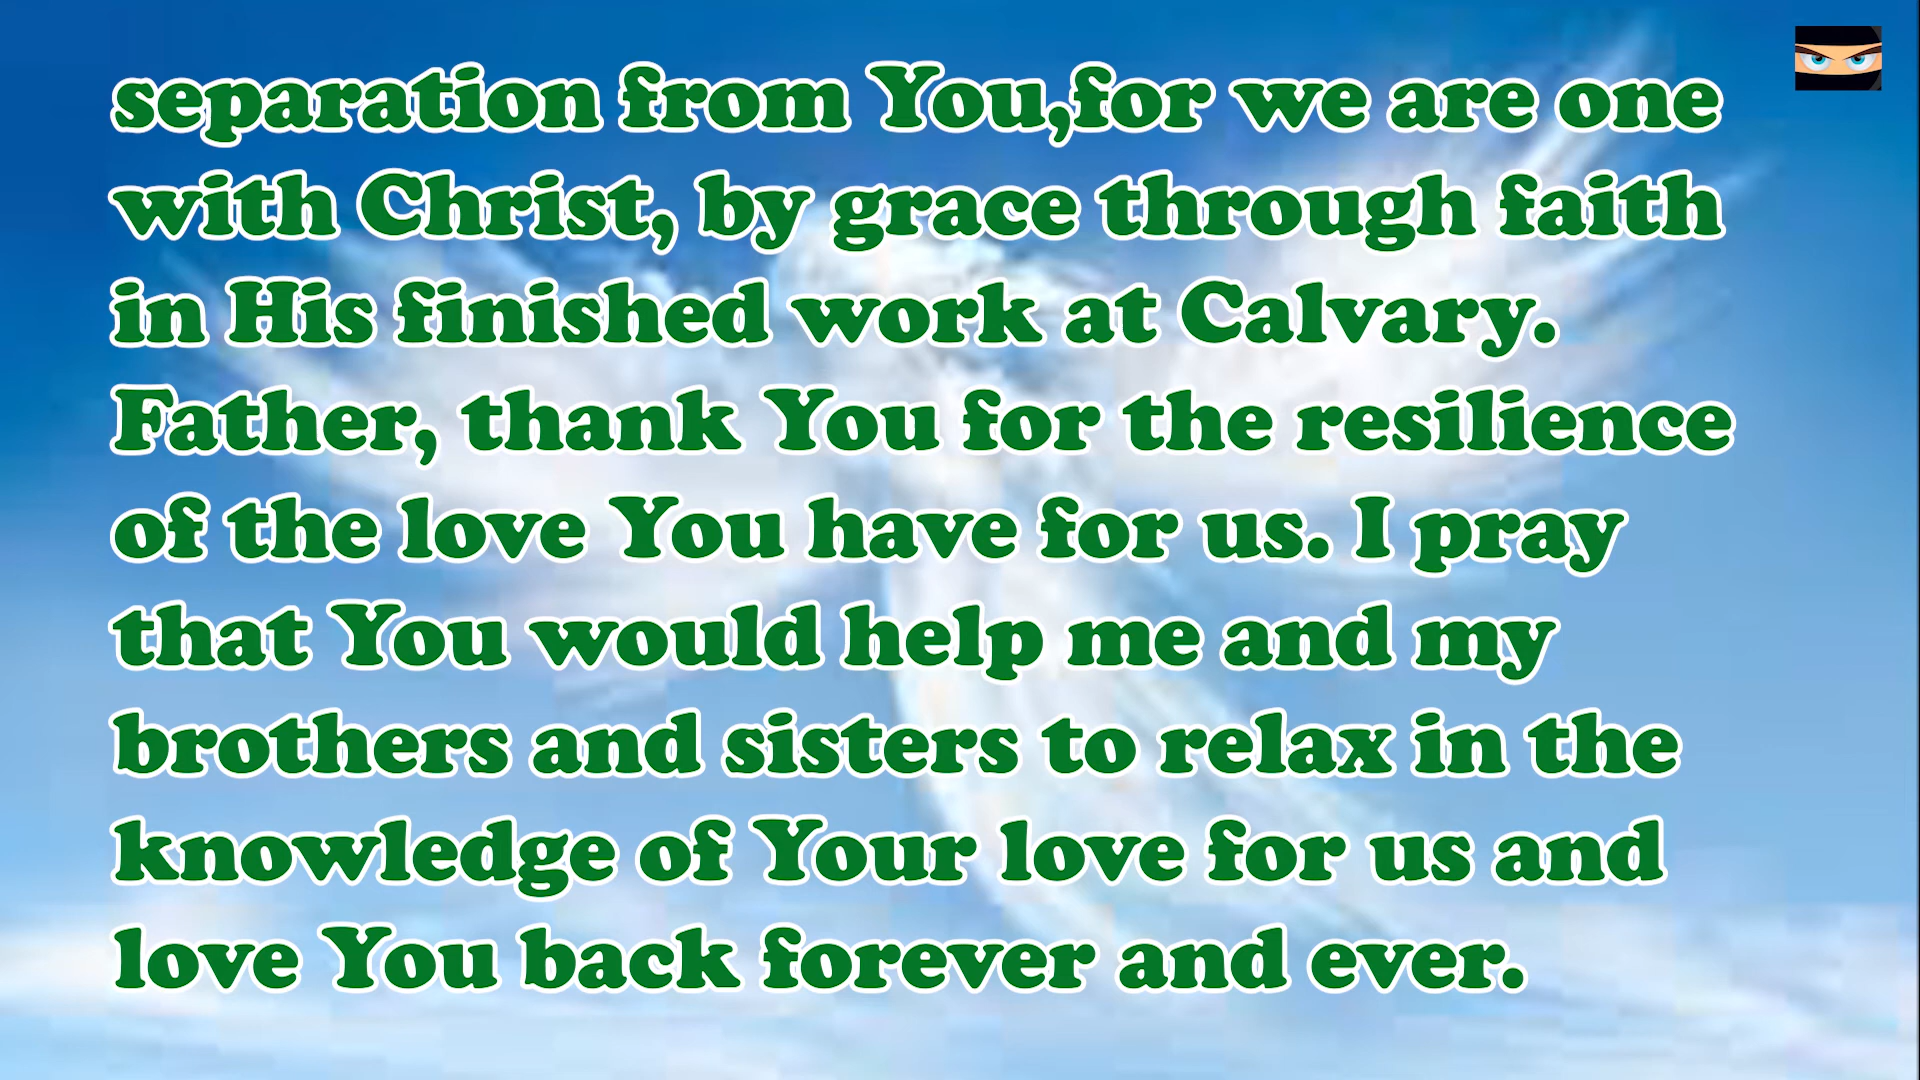 separation from You,for we are one
with Christ, by grace through faith
in His finished work at Calvary.
Father, thank You for the resilience
of the love You have for us. I pray
that You would help me and my
brothers and sisters to relax in the
knowledge of Your love for us and
love You back forever and ever.